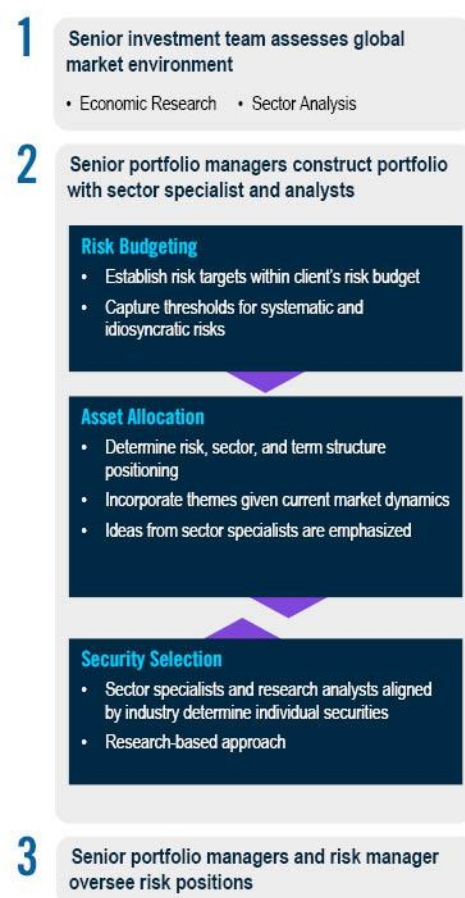 1
Senior investment team assesses global
market environment
• Economic Research • Sector Analysis
2
Senior portfolio managers construct portfolio
with sector specialist and analysts
Risk Budgeting
• Establish risk targets within client's risk budget
• Capture thresholds for systematic and
idiosyncratic risks
Asset Allocation
• Determine risk, sector, and term structure
positioning
• Incorporate themes given current market dynamics
• Ideas from sector specialists are emphasized
Security Selection
• Sector specialists and research analysts aligned
by industry determine individual securities
• Research-based approach
3
Senior portfolio managers and risk manager
oversee risk positions